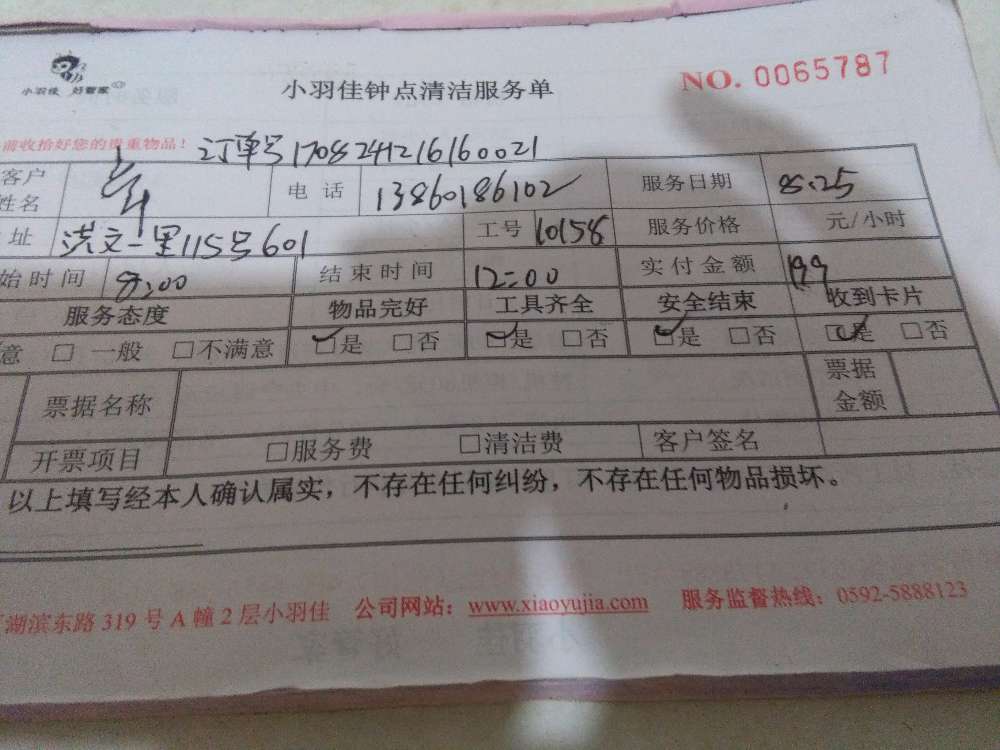 小羽佳 好管家
小羽佳钟点清洁服务单
NO. 0065787
前收拾好您的贵重物品！ 订单号1708241216160021
客户姓名 电话 13860186102 服务日期 8.25
址 洪文一里115号601 工号 10158 服务价格 元/小时
始时间 8:00 结束时间 12:00 实付金额 199
服务态度 物品完好 工具齐全 安全结束 收到卡片
意 □ 一般 □不满意 ☑是 □否 ☑是 □否 ☑是 □否 ☑是 □否
票据名称 票据金额
开票项目 □服务费 □清洁费 客户签名
以上填写经本人确认属实，不存在任何纠纷，不存在任何物品损坏。
湖滨东路 319 号 A 幢 2 层小羽佳 公司网站：www.xiaoyujia.com 服务监督热线：0592-5888123